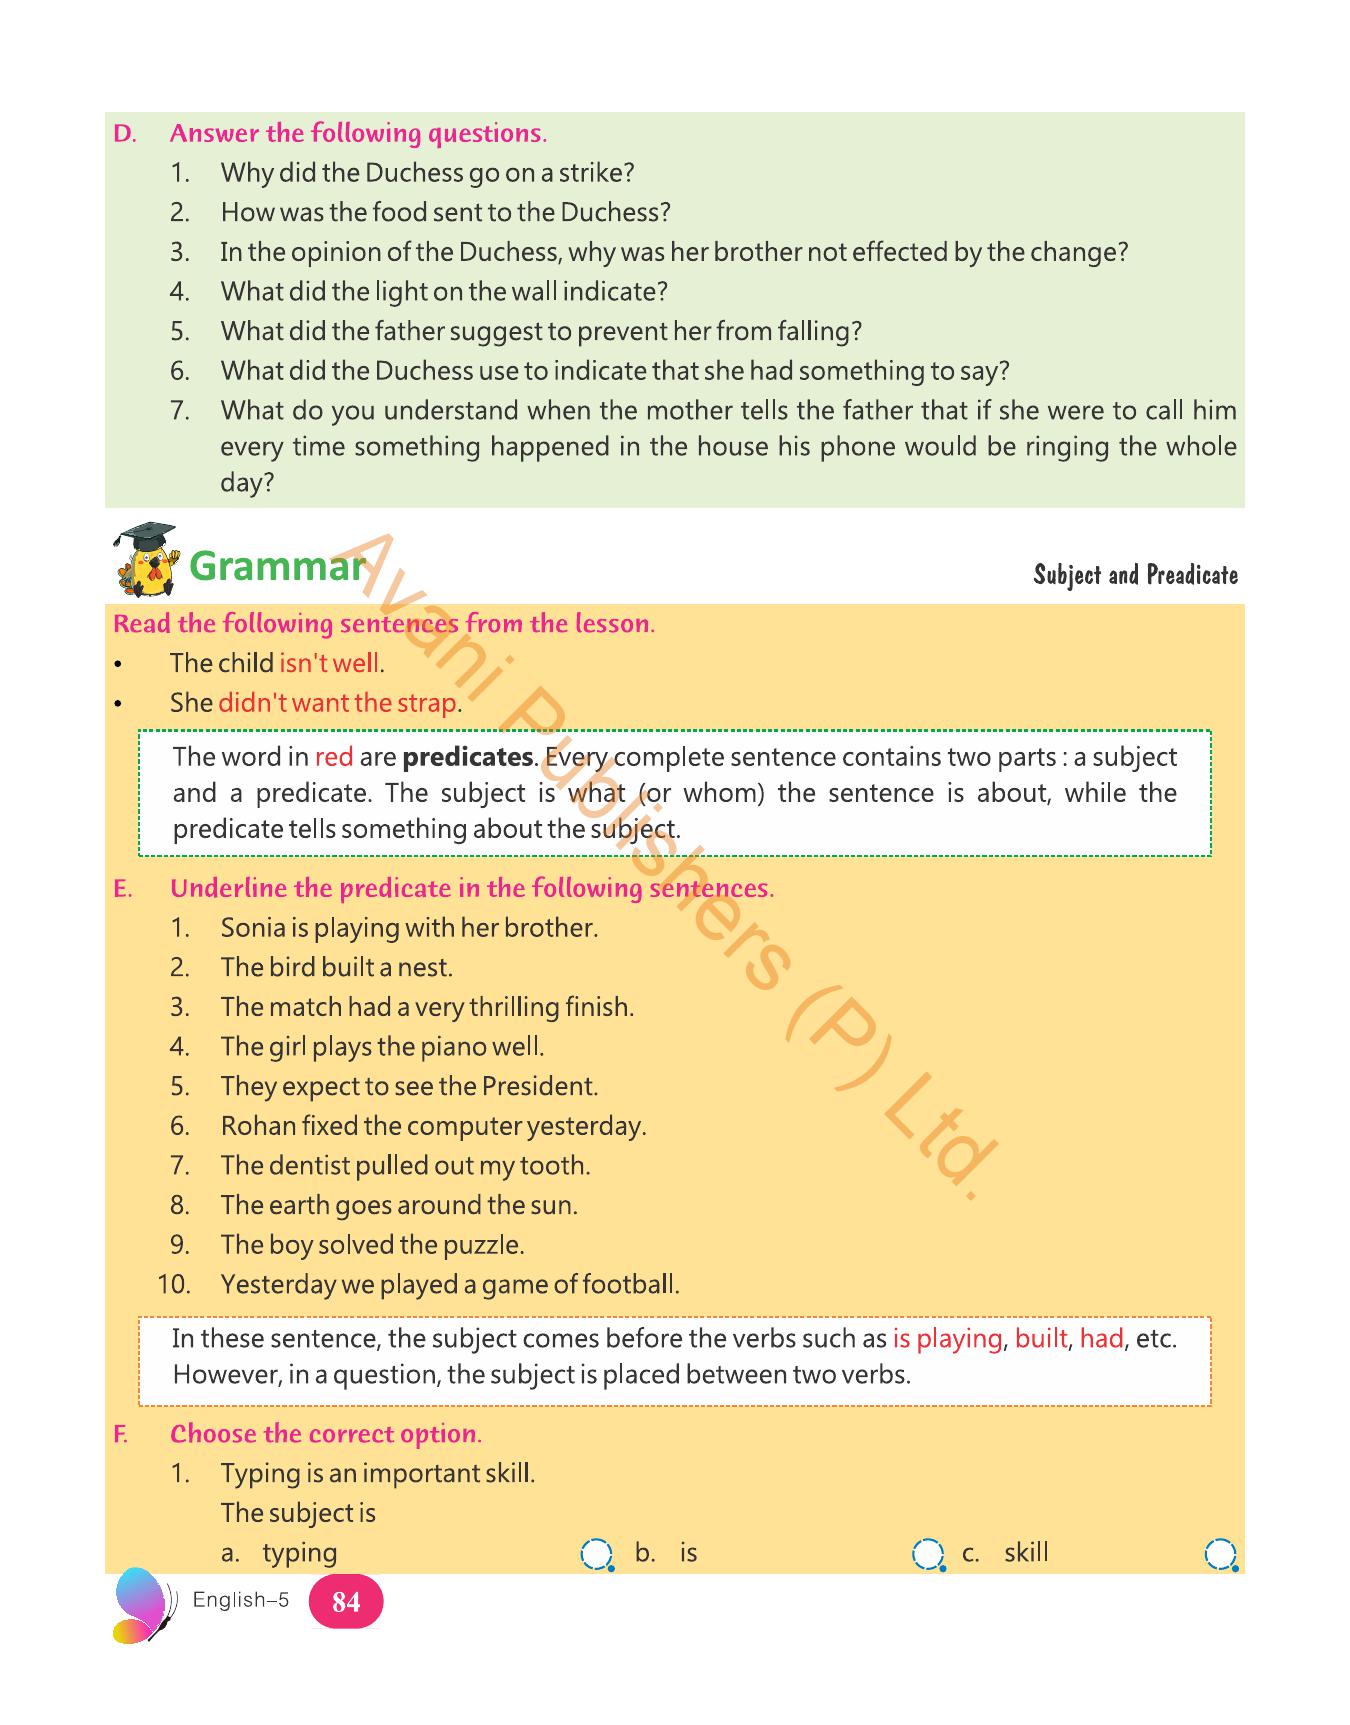 D. Answer the following questions.
1. Why did the Duchess go on a strike?
2. How was the food sent to the Duchess?
3. In the opinion of the Duchess, why was her brother not effected by the change?
4. What did the light on the wall indicate?
5. What did the father suggest to prevent her from falling?
6. What did the Duchess use to indicate that she had something to say?
7. What do you understand when the mother tells the father that if she were to call him
every time something happened in the house his phone would be ringing the whole
day?
Grammar
Subject and Preadicate
Read the following sentences from the lesson.
• The child isn't well.
• She didn't want the strap.
The word in red are predicates. Every complete sentence contains two parts : a subject
and a predicate. The subject is what (or whom) the sentence is about, while the
predicate tells something about the subject.
E. Underline the predicate in the following sentences.
1. Sonia is playing with her brother.
2. The bird built a nest.
3. The match had a very thrilling finish.
4. The girl plays the piano well.
5. They expect to see the President.
6. Rohan fixed the computer yesterday.
7. The dentist pulled out my tooth.
8. The earth goes around the sun.
9. The boy solved the puzzle.
10. Yesterday we played a game of football.
In these sentence, the subject comes before the verbs such as is playing, built, had, etc.
However, in a question, the subject is placed between two verbs.
F. Choose the correct option.
1. Typing is an important skill.
The subject is
a. typing b. is c. skill
English–5 84
Avani Publishers (P) Ltd.